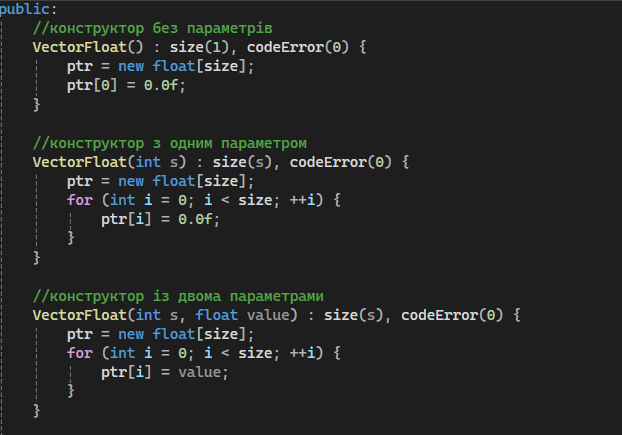 public:
//конструктор без параметрів
VectorFloat() : size(1), codeError(0) {
ptr = new float[size];
ptr[0] = 0.0f;
}
//конструктор з одним параметром
VectorFloat(int s) : size(s), codeError(0) {
ptr = new float[size];
for (int i = 0; i < size; ++i) {
ptr[i] = 0.0f;
}
}
//конструктор із двома параметрами
VectorFloat(int s, float value) : size(s), codeError(0) {
ptr = new float[size];
for (int i = 0; i < size; ++i) {
ptr[i] = value;
}
}